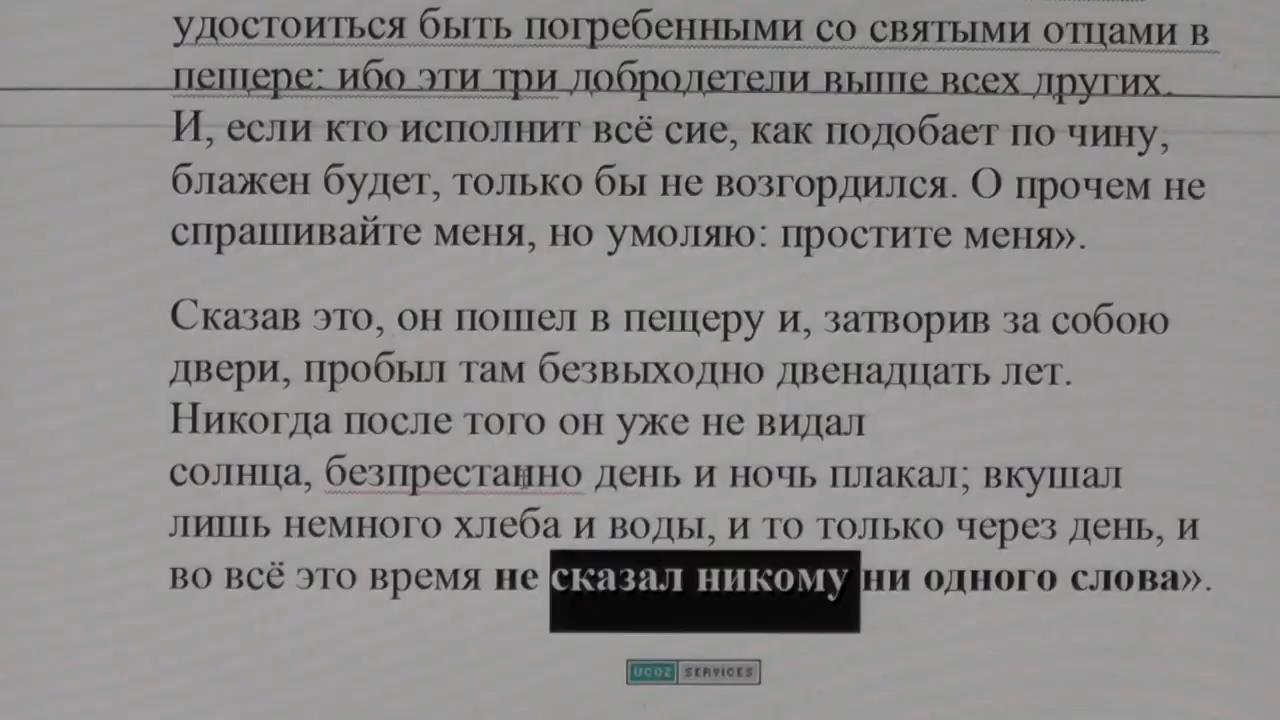 удостоиться быть погребенными со святыми отцами в
пещере: ибо эти три добродетели выше всех других.
И, если кто исполнит всё сие, как подобает по чину,
блажен будет, только бы не возгордился. О прочем не
спрашивайте меня, но умоляю: простите меня».
Сказав это, он пошел в пещеру и, затворив за собою
двери, пробыл там безвыходно двенадцать лет.
Никогда после того он уже не видал
солнца, безпрестанно день и ночь плакал; вкушал
лишь немного хлеба и воды, и то только через день, и
во всё это время не сказал никому ни одного слова».
UCOZ SERVICES